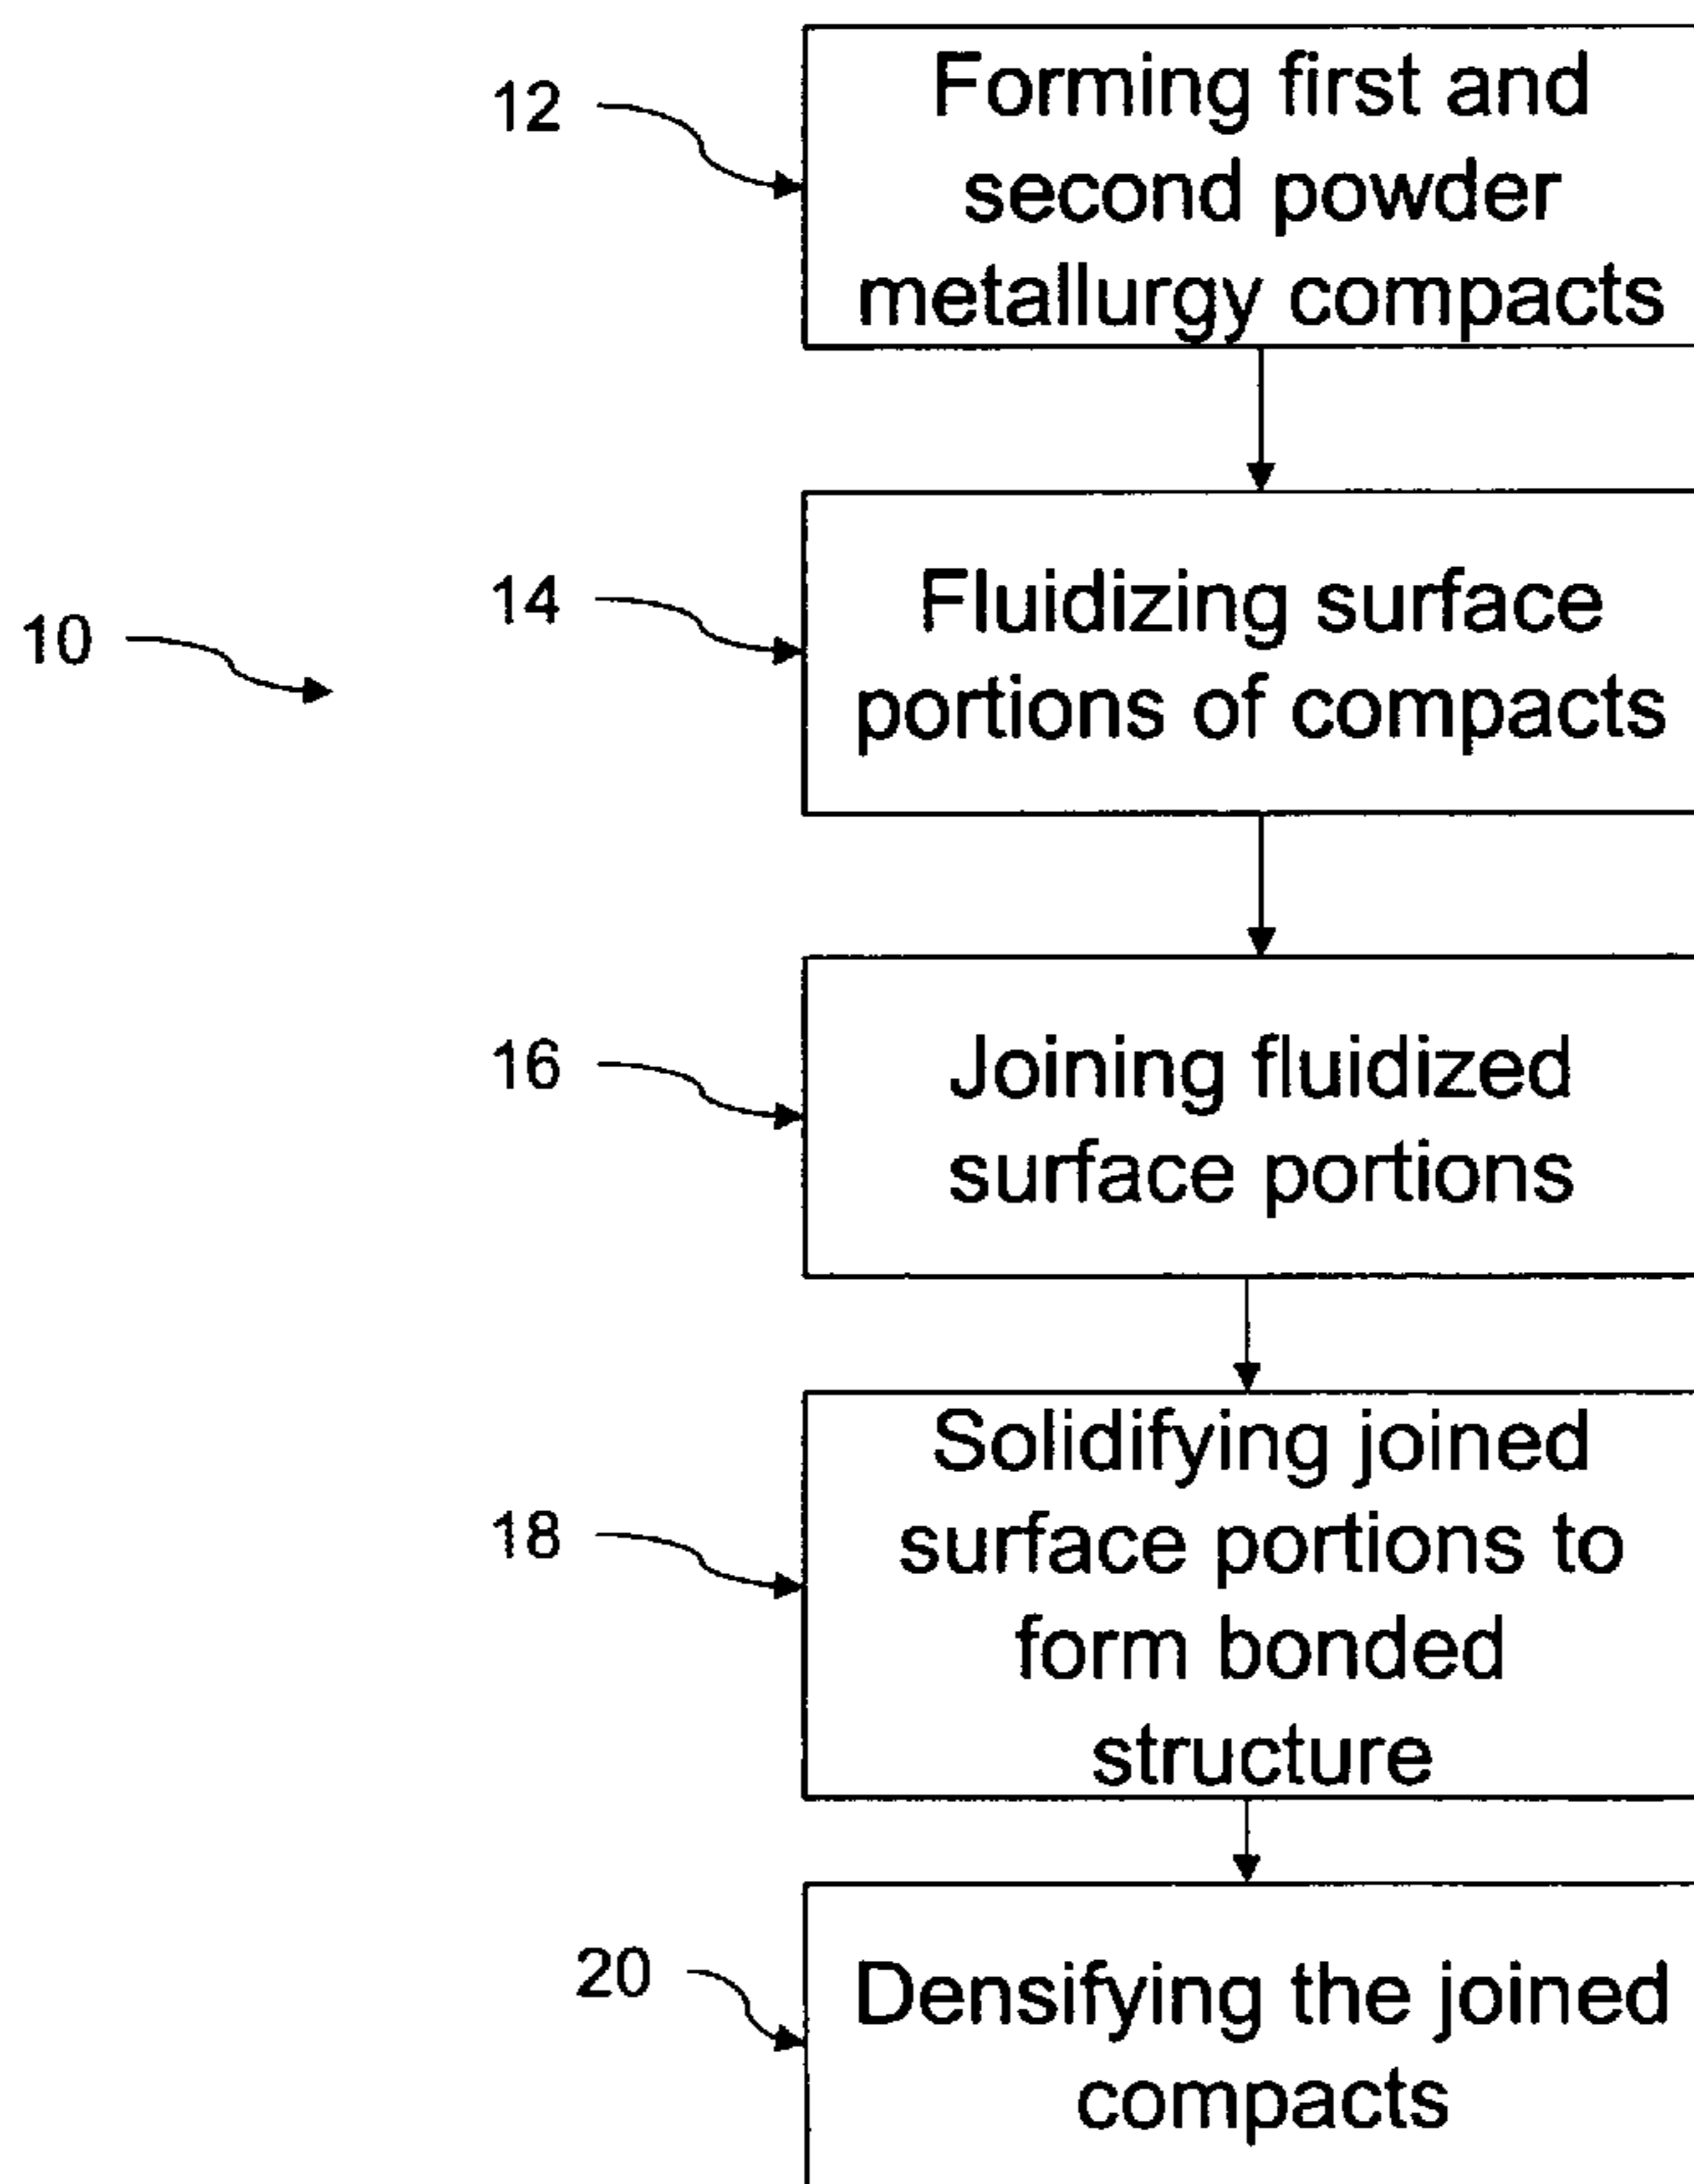 12
Forming first and
second powder
metallurgy compacts
10
14
Fluidizing surface
portions of compacts
16
Joining fluidized
surface portions
18
Solidifying joined
surface portions to
form bonded
structure
20
Densifying the joined
compacts